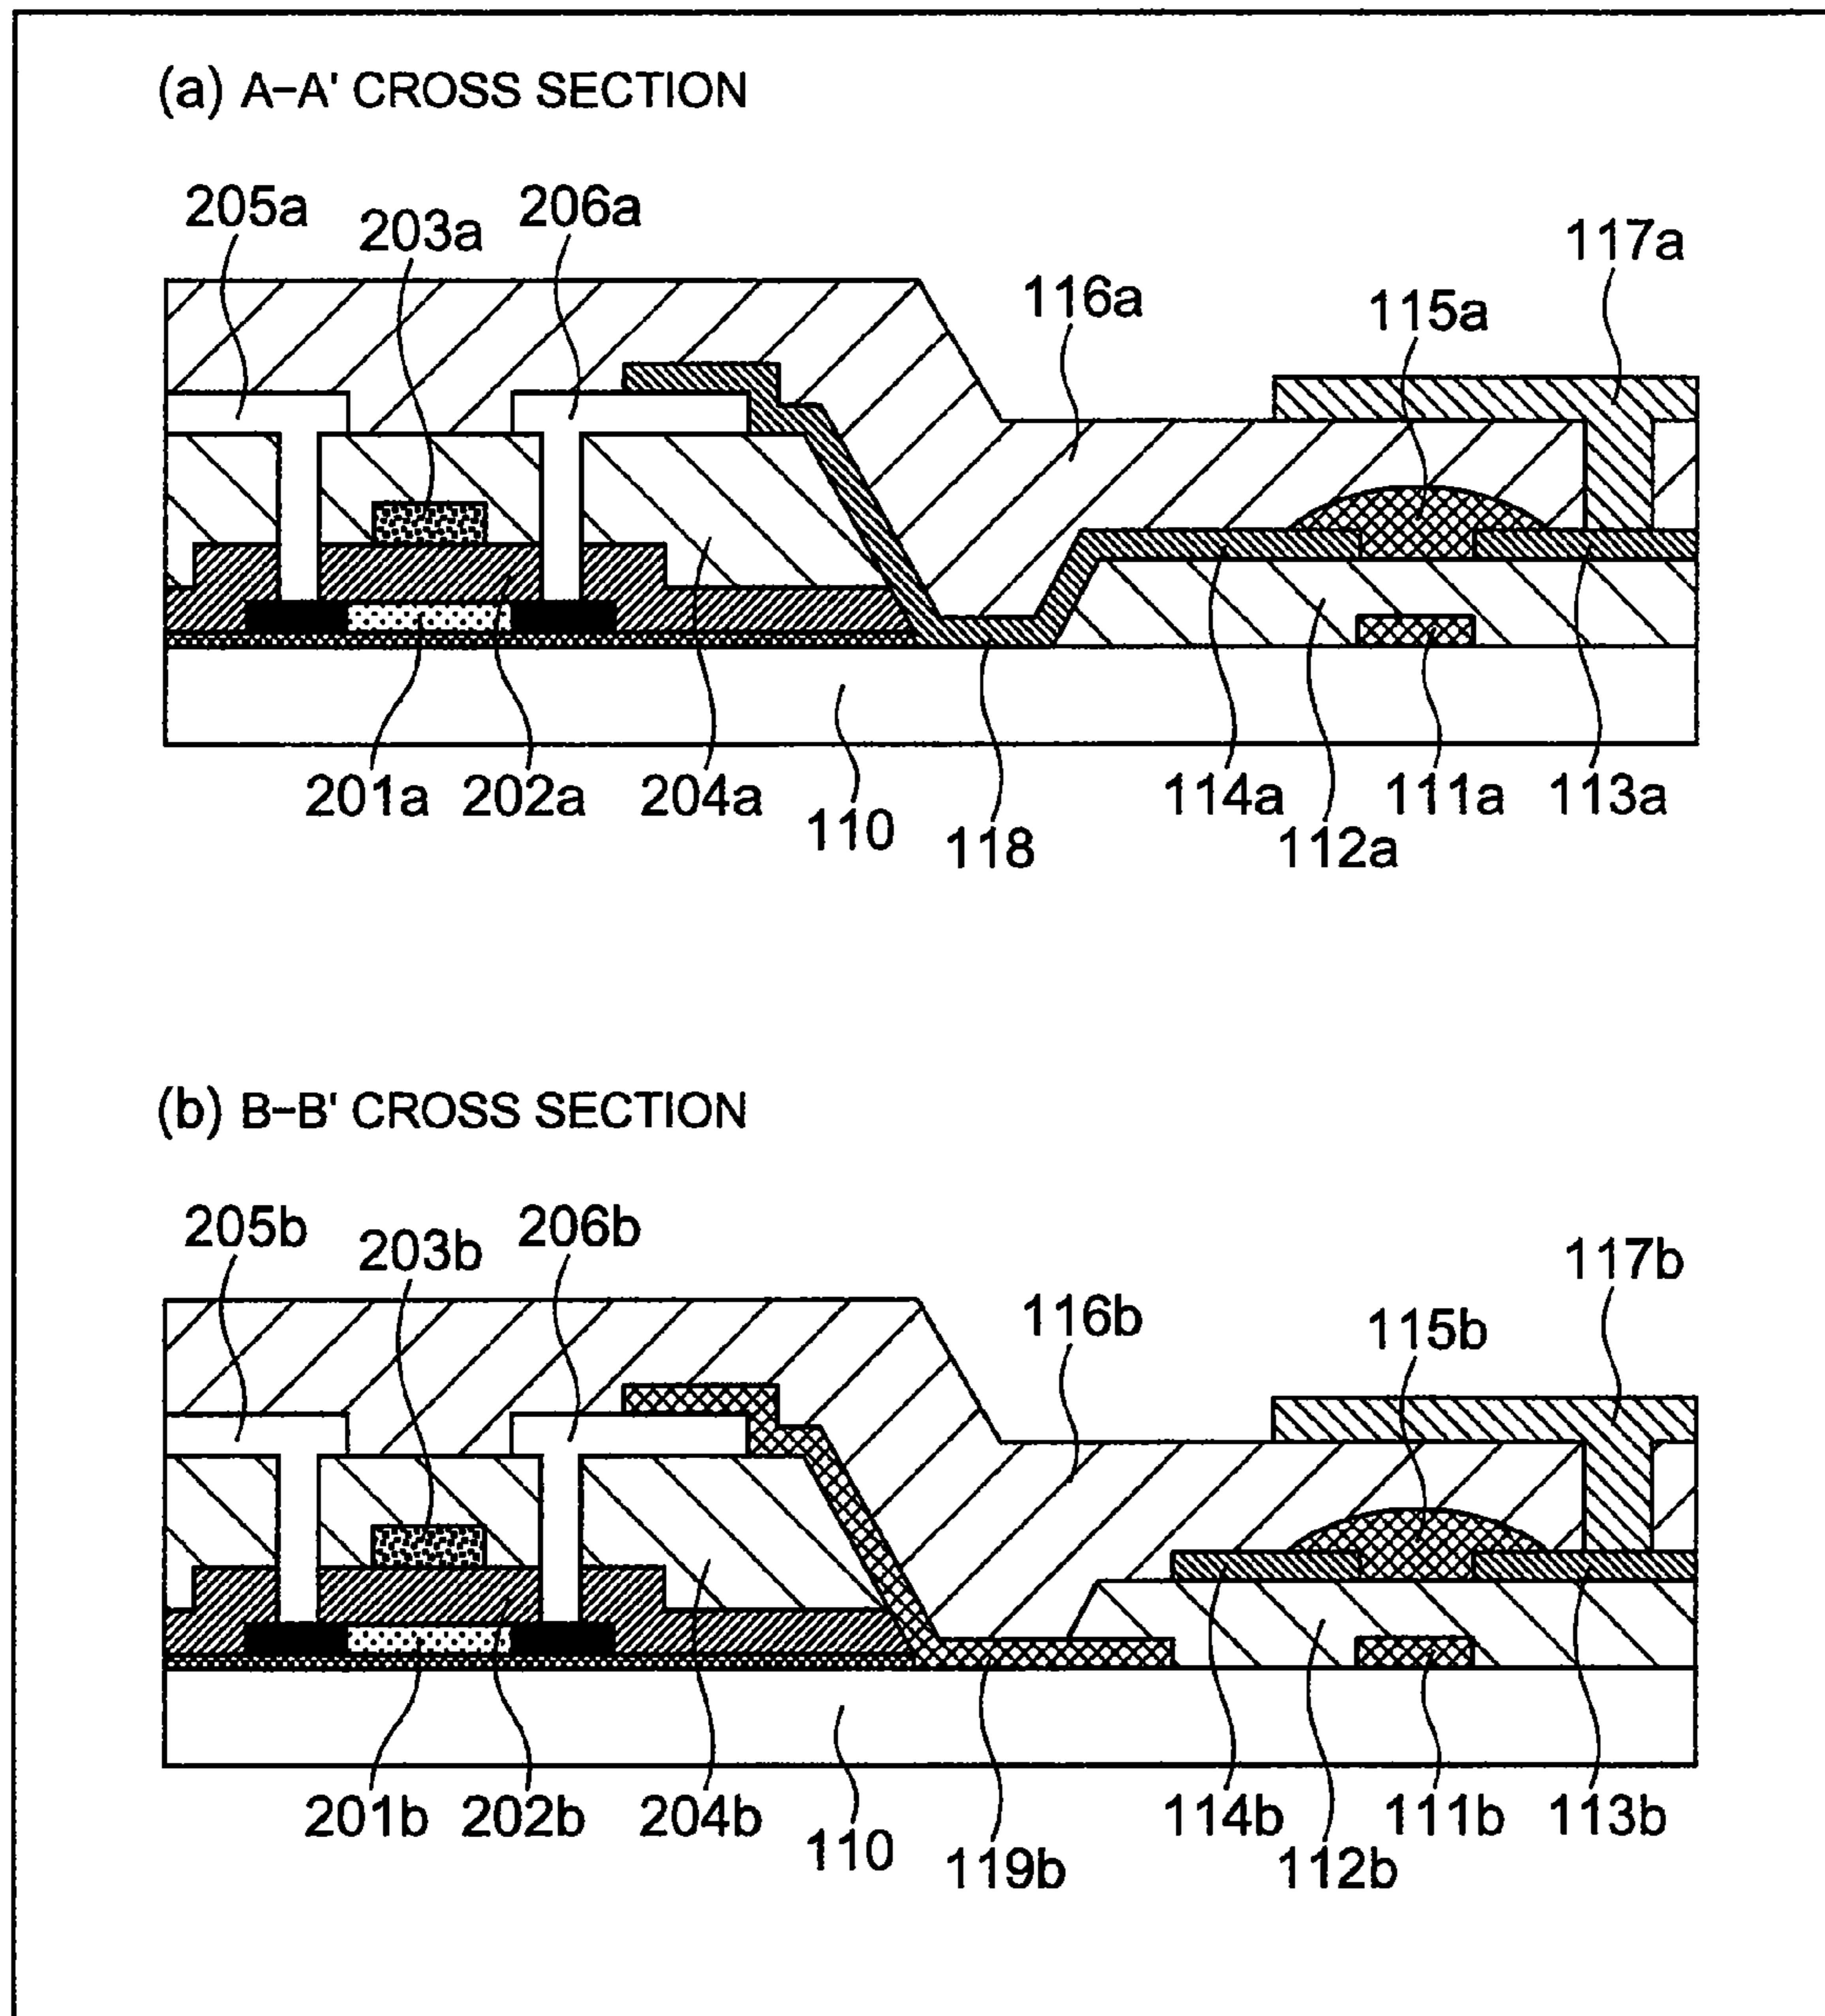 (a) A-A' CROSS SECTION
205a
203a
206a
117a
116a
115a
201a
202a
204a
110
118
114a
112a
111a
113a
(b) B-B' CROSS SECTION
205b
203b
206b
117b
116b
115b
201b
202b
204b
110
119b
114b
112b
111b
113b